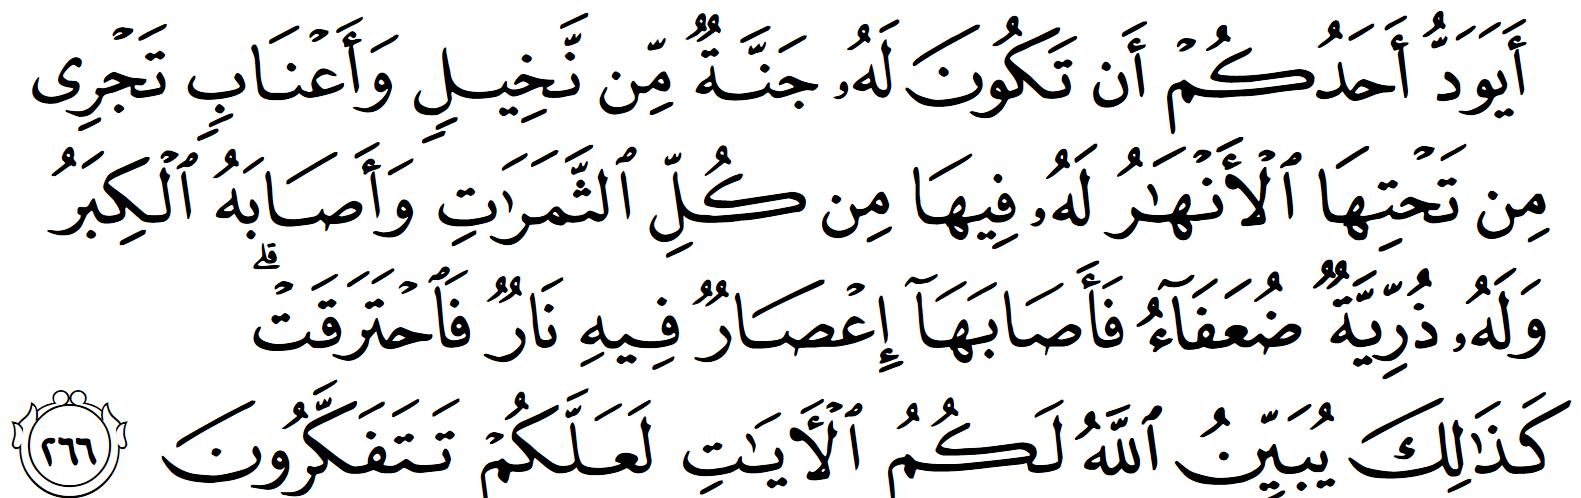 أَيَوَدُّ أَحَدُكُمْ أَن تَكُونَ لَهُۥ جَنَّةٌ مِّن نَّخِيلٍ وَأَعْنَابٍ تَجْرِى
مِن تَحْتِهَا ٱلْأَنْهَـٰرُ لَهُۥ فِيهَا مِن كُلِّ ٱلثَّمَرَٰتِ وَأَصَابَهُ ٱلْكِبَرُ
وَلَهُۥ ذُرِّيَّةٌ ضُعَفَآءُ فَأَصَابَهَآ إِعْصَارٌ فِيهِ نَارٌ فَٱحْتَرَقَتْ ۗ
كَذَٰلِكَ يُبَيِّنُ ٱللَّهُ لَكُمُ ٱلْـَٔايَـٰتِ لَعَلَّكُمْ تَتَفَكَّرُونَ ٢٦٦